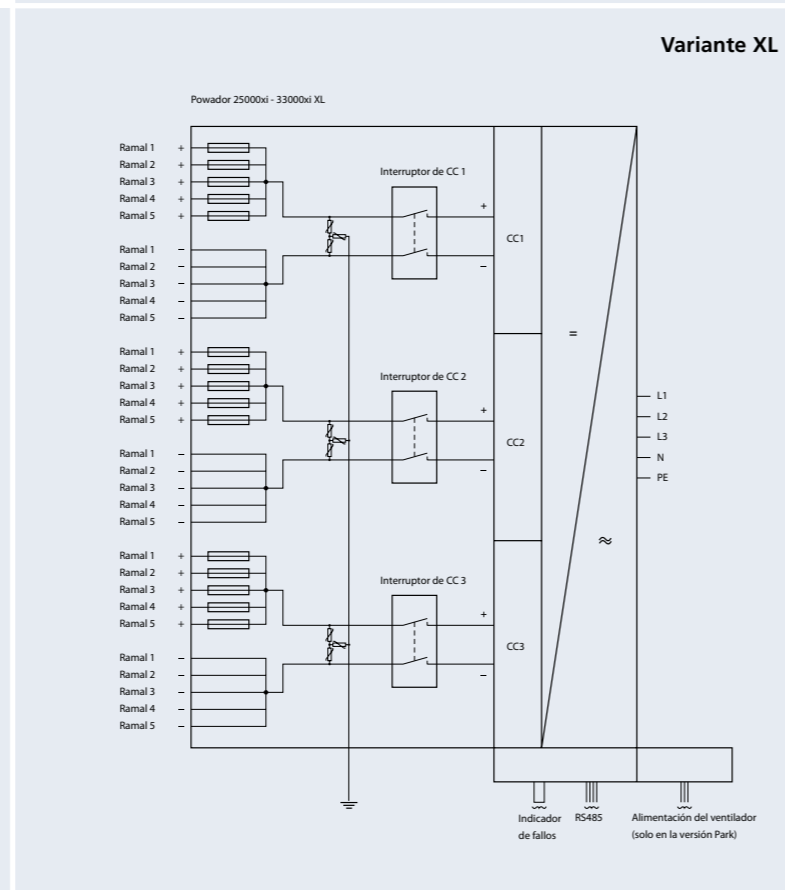 Variante XL
Powador 25000xi - 33000xi XL
Ramal 1 +
Ramal 2 +
Ramal 3 +
Ramal 4 +
Ramal 5 +
Interruptor de CC 1
+
–
CC1
Ramal 1 –
Ramal 2 –
Ramal 3 –
Ramal 4 –
Ramal 5 –
=
Ramal 1 +
Ramal 2 +
Ramal 3 +
Ramal 4 +
Ramal 5 +
Interruptor de CC 2
+
–
CC2
L1
L2
L3
N
PE
Ramal 1 –
Ramal 2 –
Ramal 3 –
Ramal 4 –
Ramal 5 –
≈
Ramal 1 +
Ramal 2 +
Ramal 3 +
Ramal 4 +
Ramal 5 +
Interruptor de CC 3
+
–
CC3
Ramal 1 –
Ramal 2 –
Ramal 3 –
Ramal 4 –
Ramal 5 –
Indicador
de fallos
RS485
Alimentación del ventilador
(solo en la versión Park)